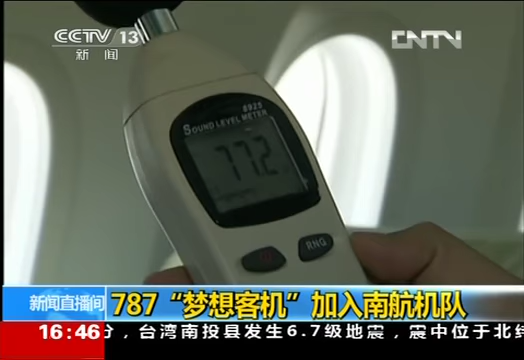 CCTV 13
新闻
CNTV
8925
SOUND LEVEL METER
77.2
RNG
新闻直播间
787“梦想客机”加入南航机队
16:46
分，台湾南投县发生6.7级地震，震中位于北纬